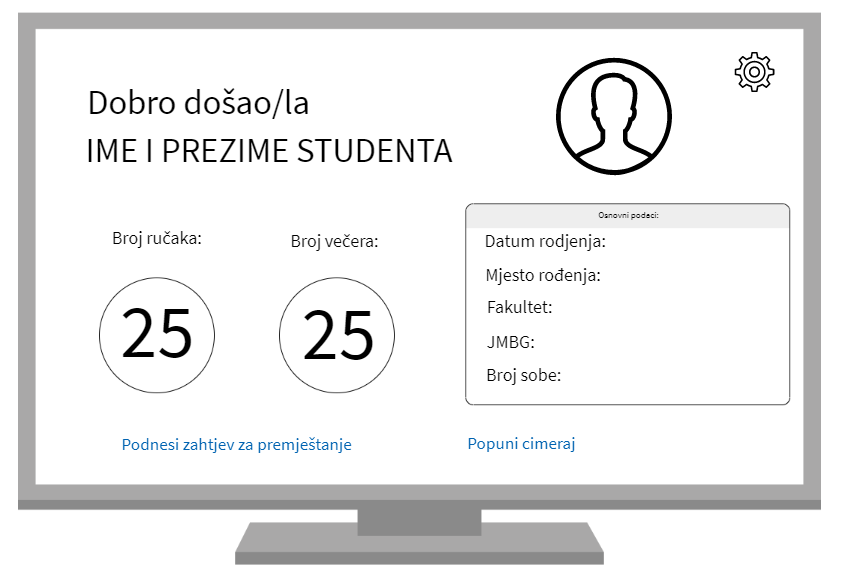 Dobro došao/la
IME I PREZIME STUDENTA
Broj ručaka:
Broj večera:
25
25
Osnovni podaci:
Datum rodjenja:
Mjesto rođenja:
Fakultet:
JMBG:
Broj sobe:
Podnesi zahtjev za premještanje
Popuni cimeraj